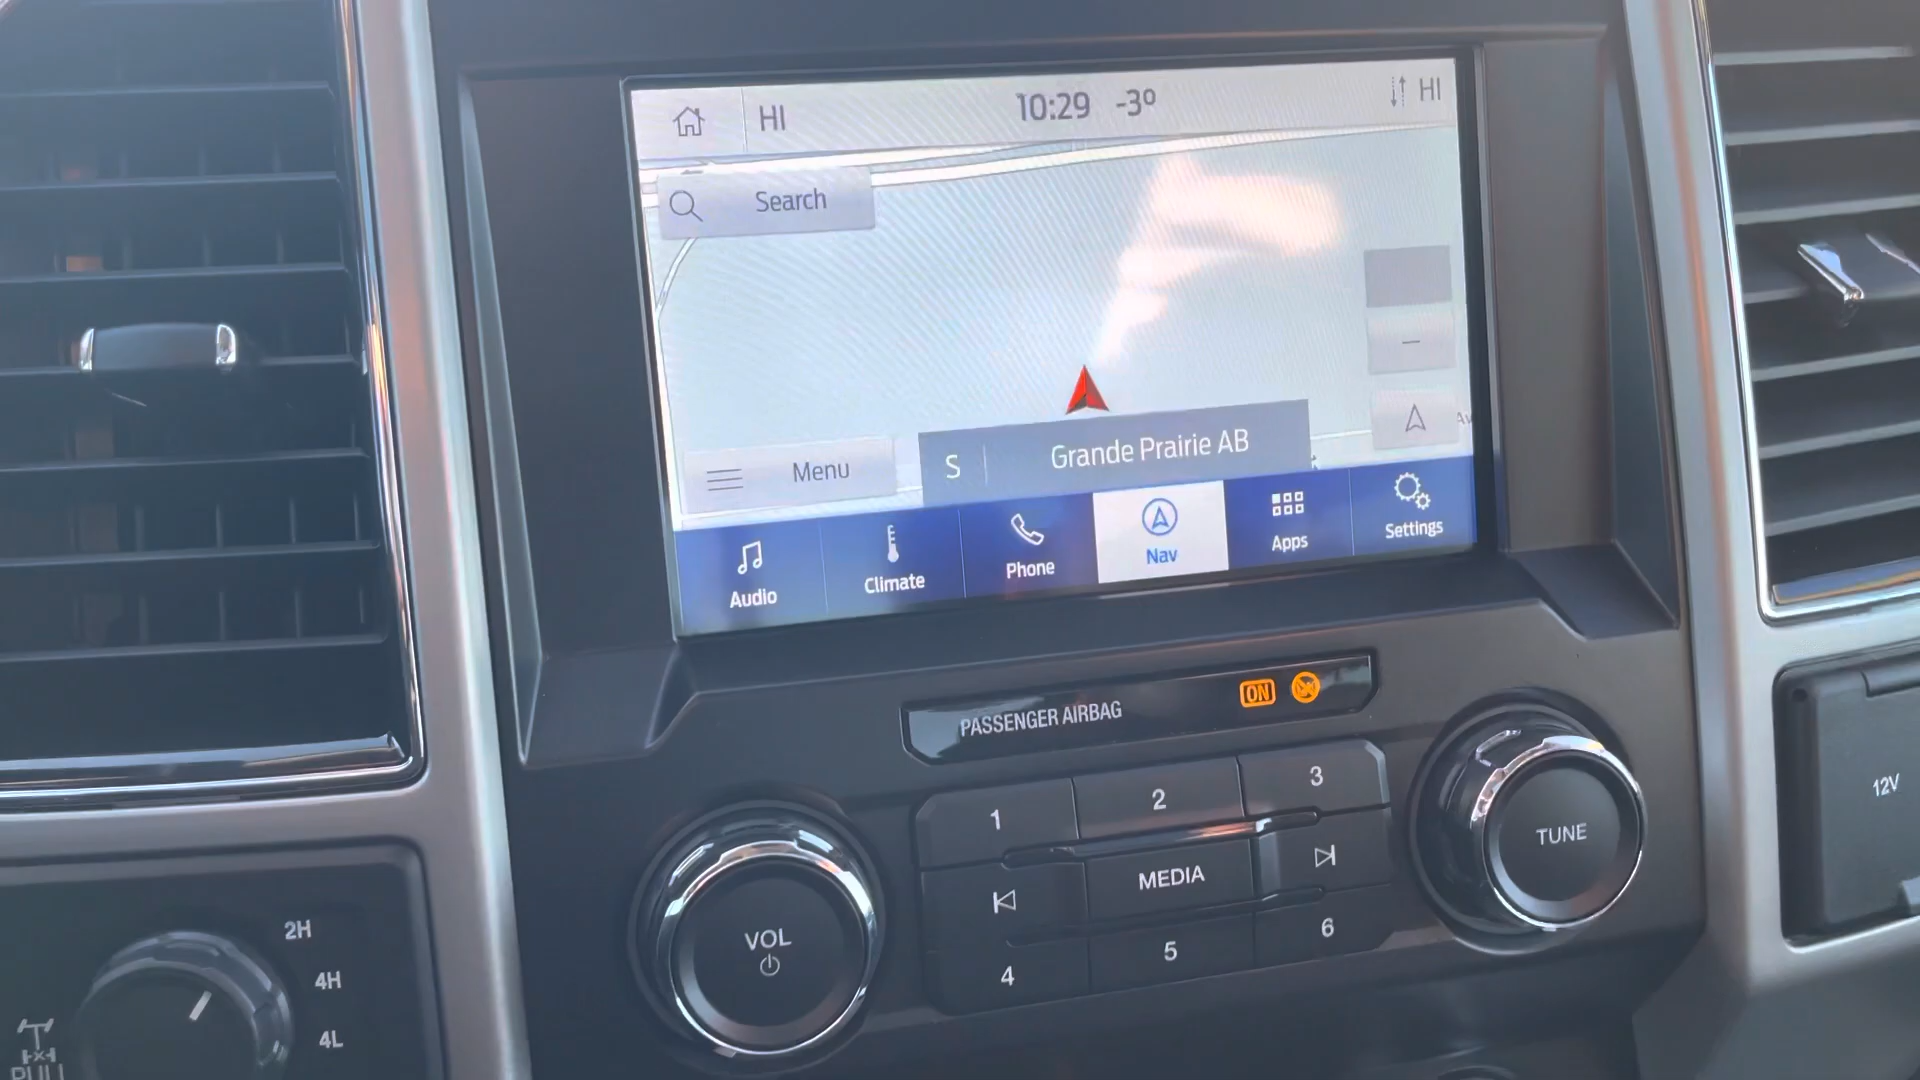 HI
10:29 -3°
HI
Search
Menu
S
Grande Prairie AB
Audio
Climate
Phone
Nav
Apps
Settings
PASSENGER AIRBAG
ON
1
2
3
MEDIA
4
5
6
VOL
TUNE
12V
2H
4H
4L
PULL